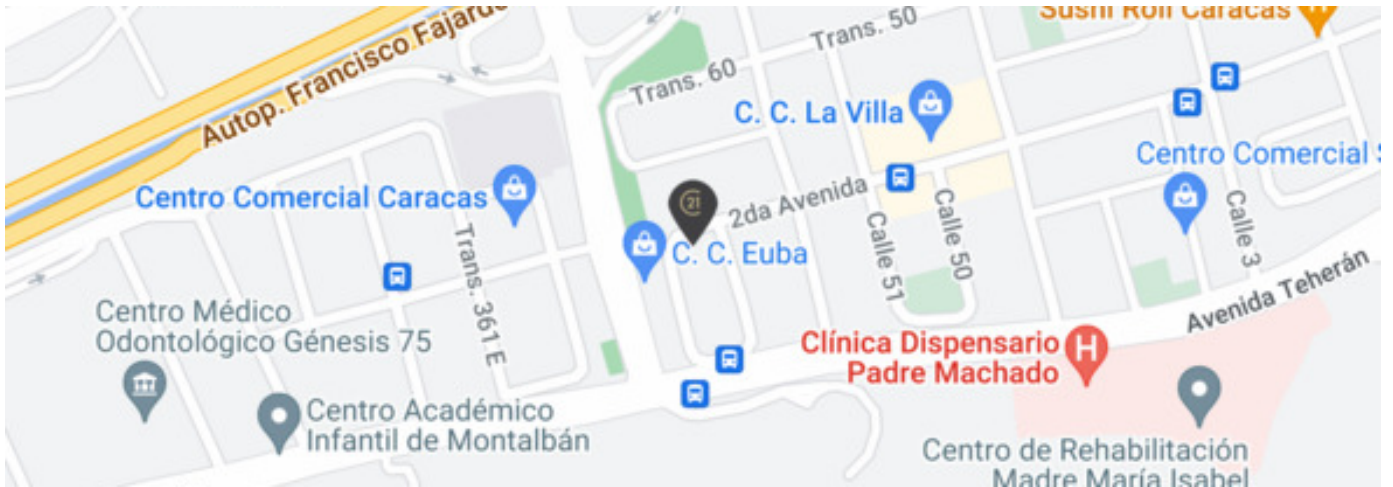 Sushi Roll Caracas
Autop. Francisco Fajardo
Trans. 50
Trans. 60
C. C. La Villa
Centro Comercial
Centro Comercial Caracas
21
2da Avenida
C. C. Euba
Calle 51
Calle 50
Calle 3
Trans. 361 E
Avenida Teherán
Centro Médico
Odontológico Génesis 75
Clínica Dispensario
Padre Machado
H
Centro Académico
Infantil de Montalbán
Centro de Rehabilitación
Madre María Isabel